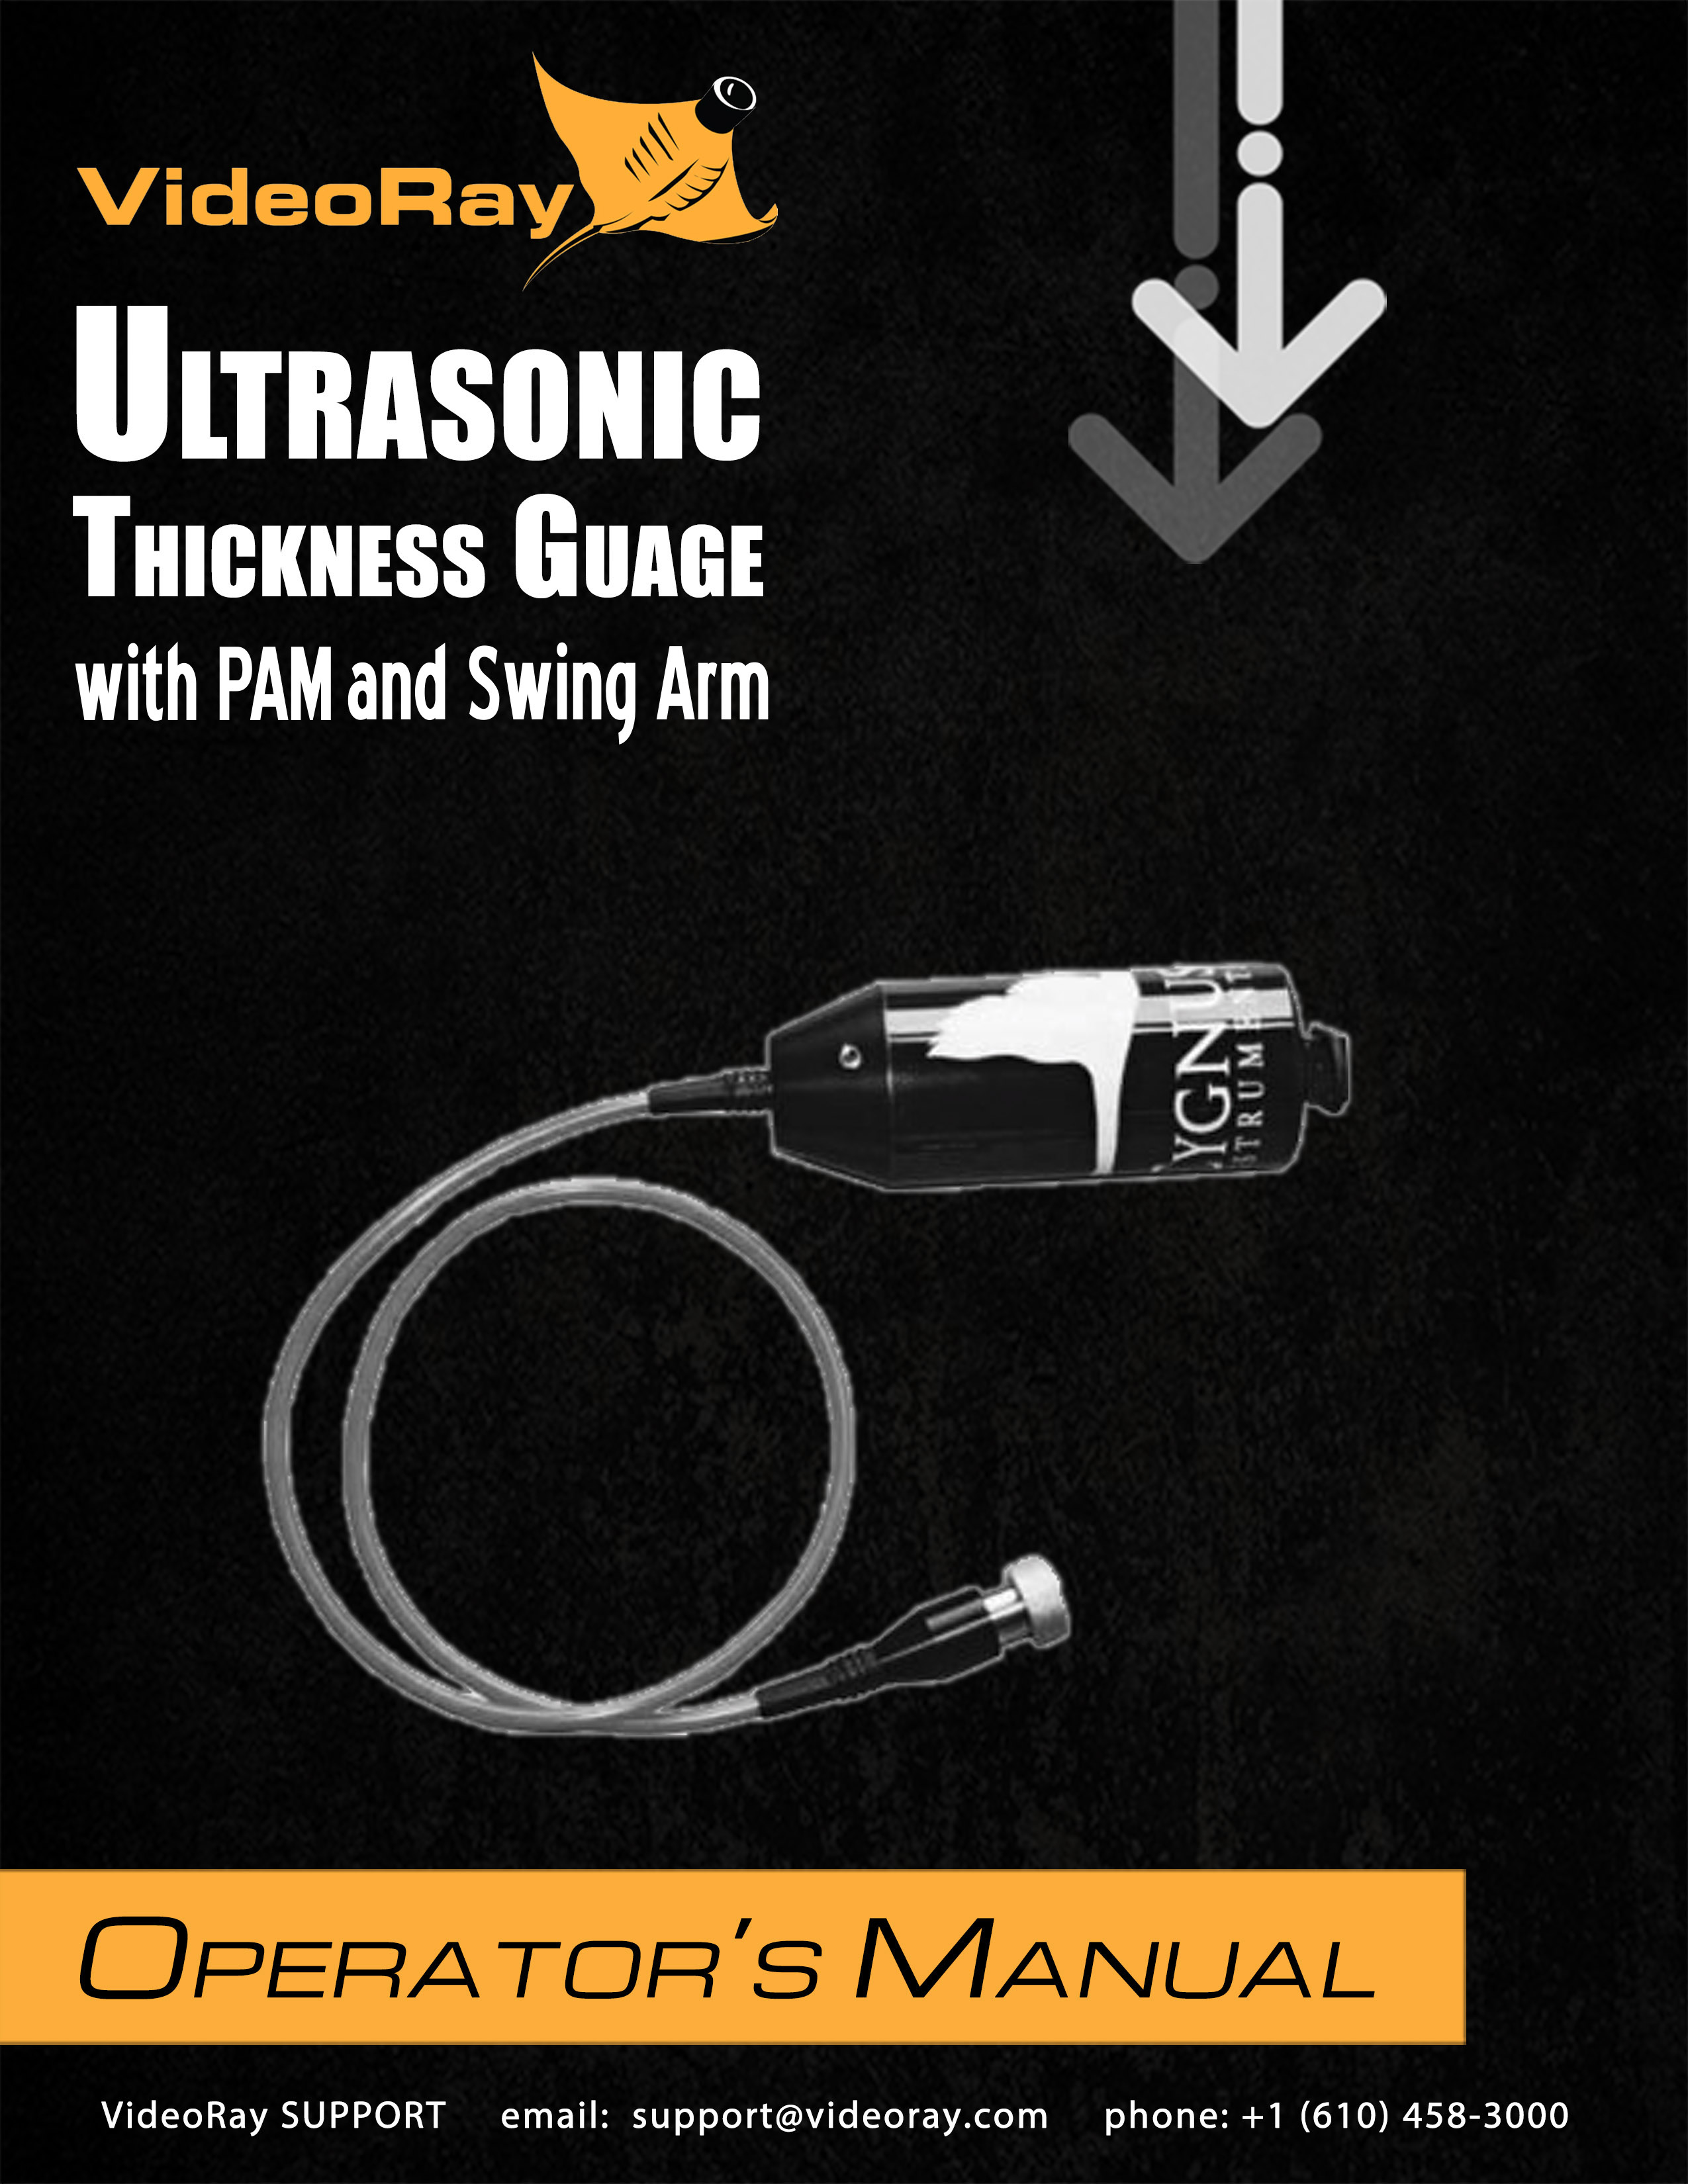 VideoRay
ULTRASONIC
THICKNESS GUAGE
with PAM and Swing Arm
OPERATOR'S MANUAL
VideoRay SUPPORT email: support@videoray.com phone: +1 (610) 458-3000